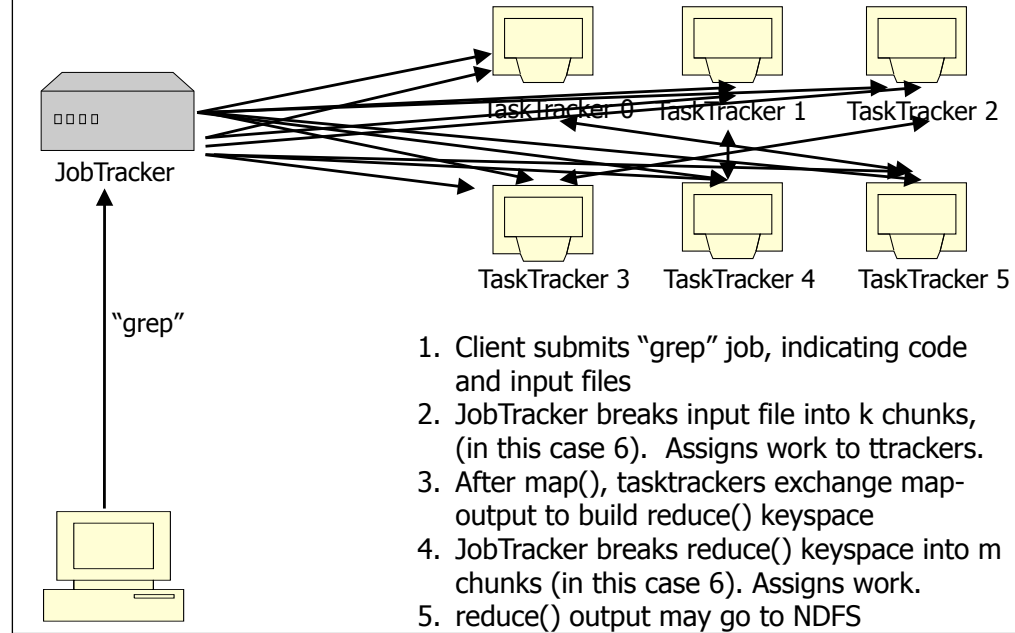 TaskTracker 0 TaskTracker 1 TaskTracker 2
JobTracker
TaskTracker 3 TaskTracker 4 TaskTracker 5
“grep”
1. Client submits “grep” job, indicating code
and input files
2. JobTracker breaks input file into k chunks,
(in this case 6). Assigns work to ttrackers.
3. After map(), tasktrackers exchange map-
output to build reduce() keyspace
4. JobTracker breaks reduce() keyspace into m
chunks (in this case 6). Assigns work.
5. reduce() output may go to NDFS